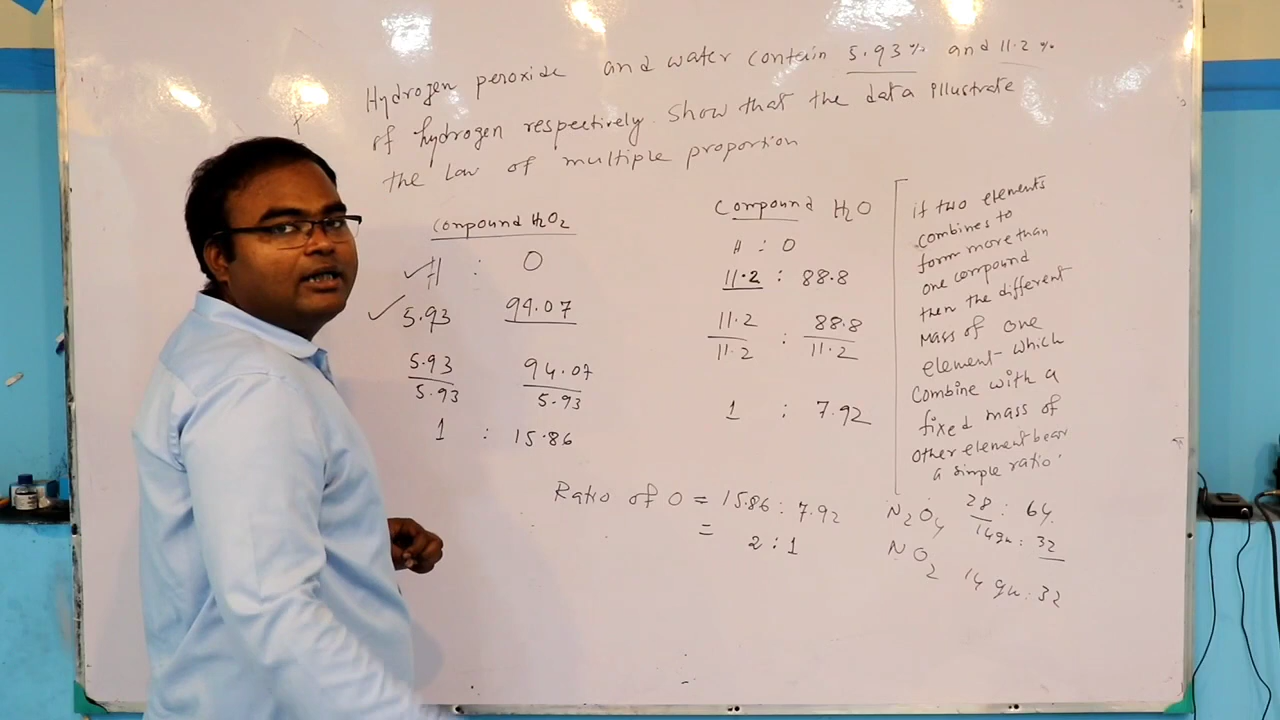 Hydrogen peroxide and water contain 5.93% and 11.2%
of hydrogen respectively. Show that the data illustrate
the law of multiple proportion
Compound H2O2
H : O
5.93 94.07
5.93 94.07
5.93 5.93
1 : 15.86
Compound H2O
H : O
11.2 : 88.8
11.2 : 88.8
11.2 11.2
1 : 7.92
Ratio of O = 15.86 : 7.92
= 2 : 1
if two elements
combines to
form more than
one compound
then the different
mass of one
element which
combine with a
fixed mass of
other element bear
a simple ratio.
N2O4 28 : 64
14 gm : 32
NO2
14 gm : 32